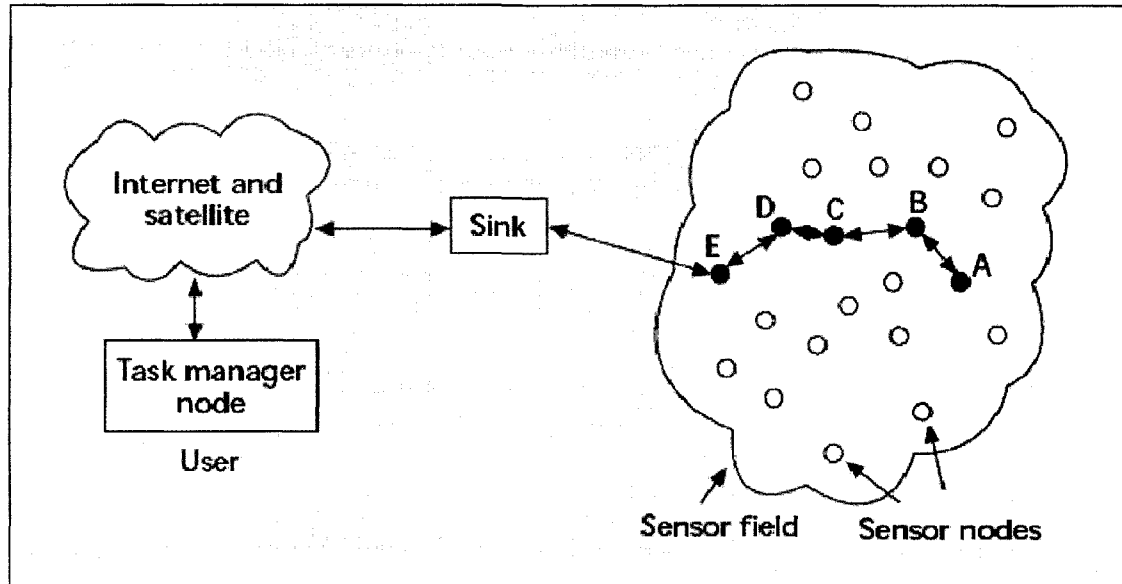 Internet and
satellite
Sink
Task manager
node
User
D
C
B
E
A
Sensor field
Sensor nodes